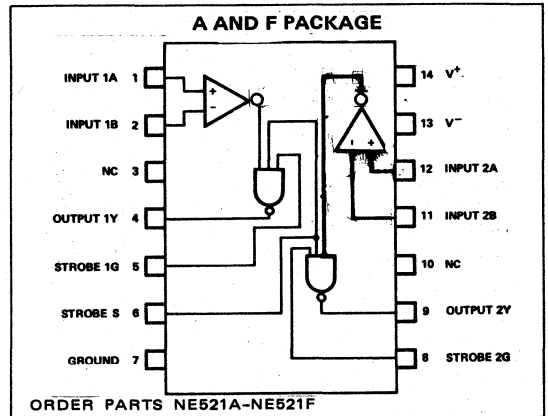 A AND F PACKAGE
INPUT 1A 1
INPUT 1B 2
NC 3
OUTPUT 1Y 4
STROBE 1G 5
STROBE S 6
GROUND 7
+
−
− +
14 V+
13 V−
12 INPUT 2A
11 INPUT 2B
10 NC
9 OUTPUT 2Y
8 STROBE 2G
ORDER PARTS NE521A-NE521F